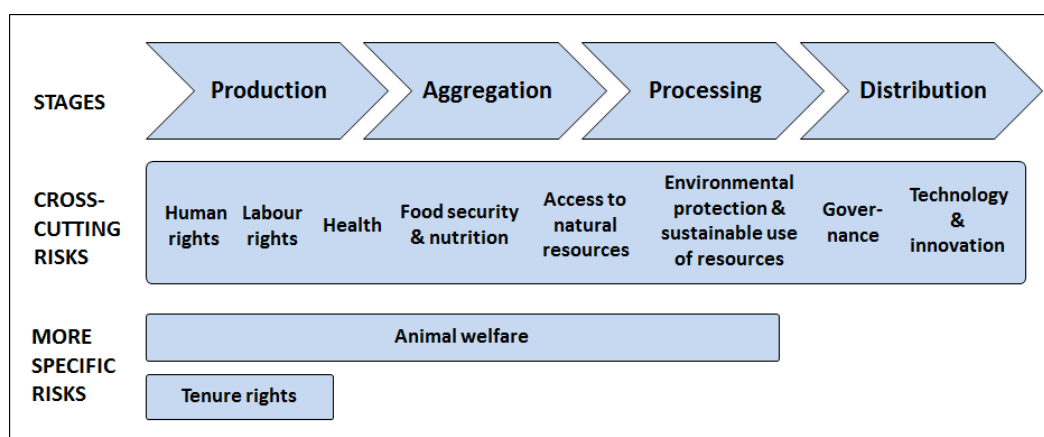 STAGES
Production
Aggregation
Processing
Distribution
CROSS-
CUTTING
RISKS
Human
rights
Labour
rights
Health
Food security
& nutrition
Access to
natural
resources
Environmental
protection &
sustainable use
of resources
Gover-
nance
Technology
&
innovation
MORE
SPECIFIC
RISKS
Animal welfare
Tenure rights